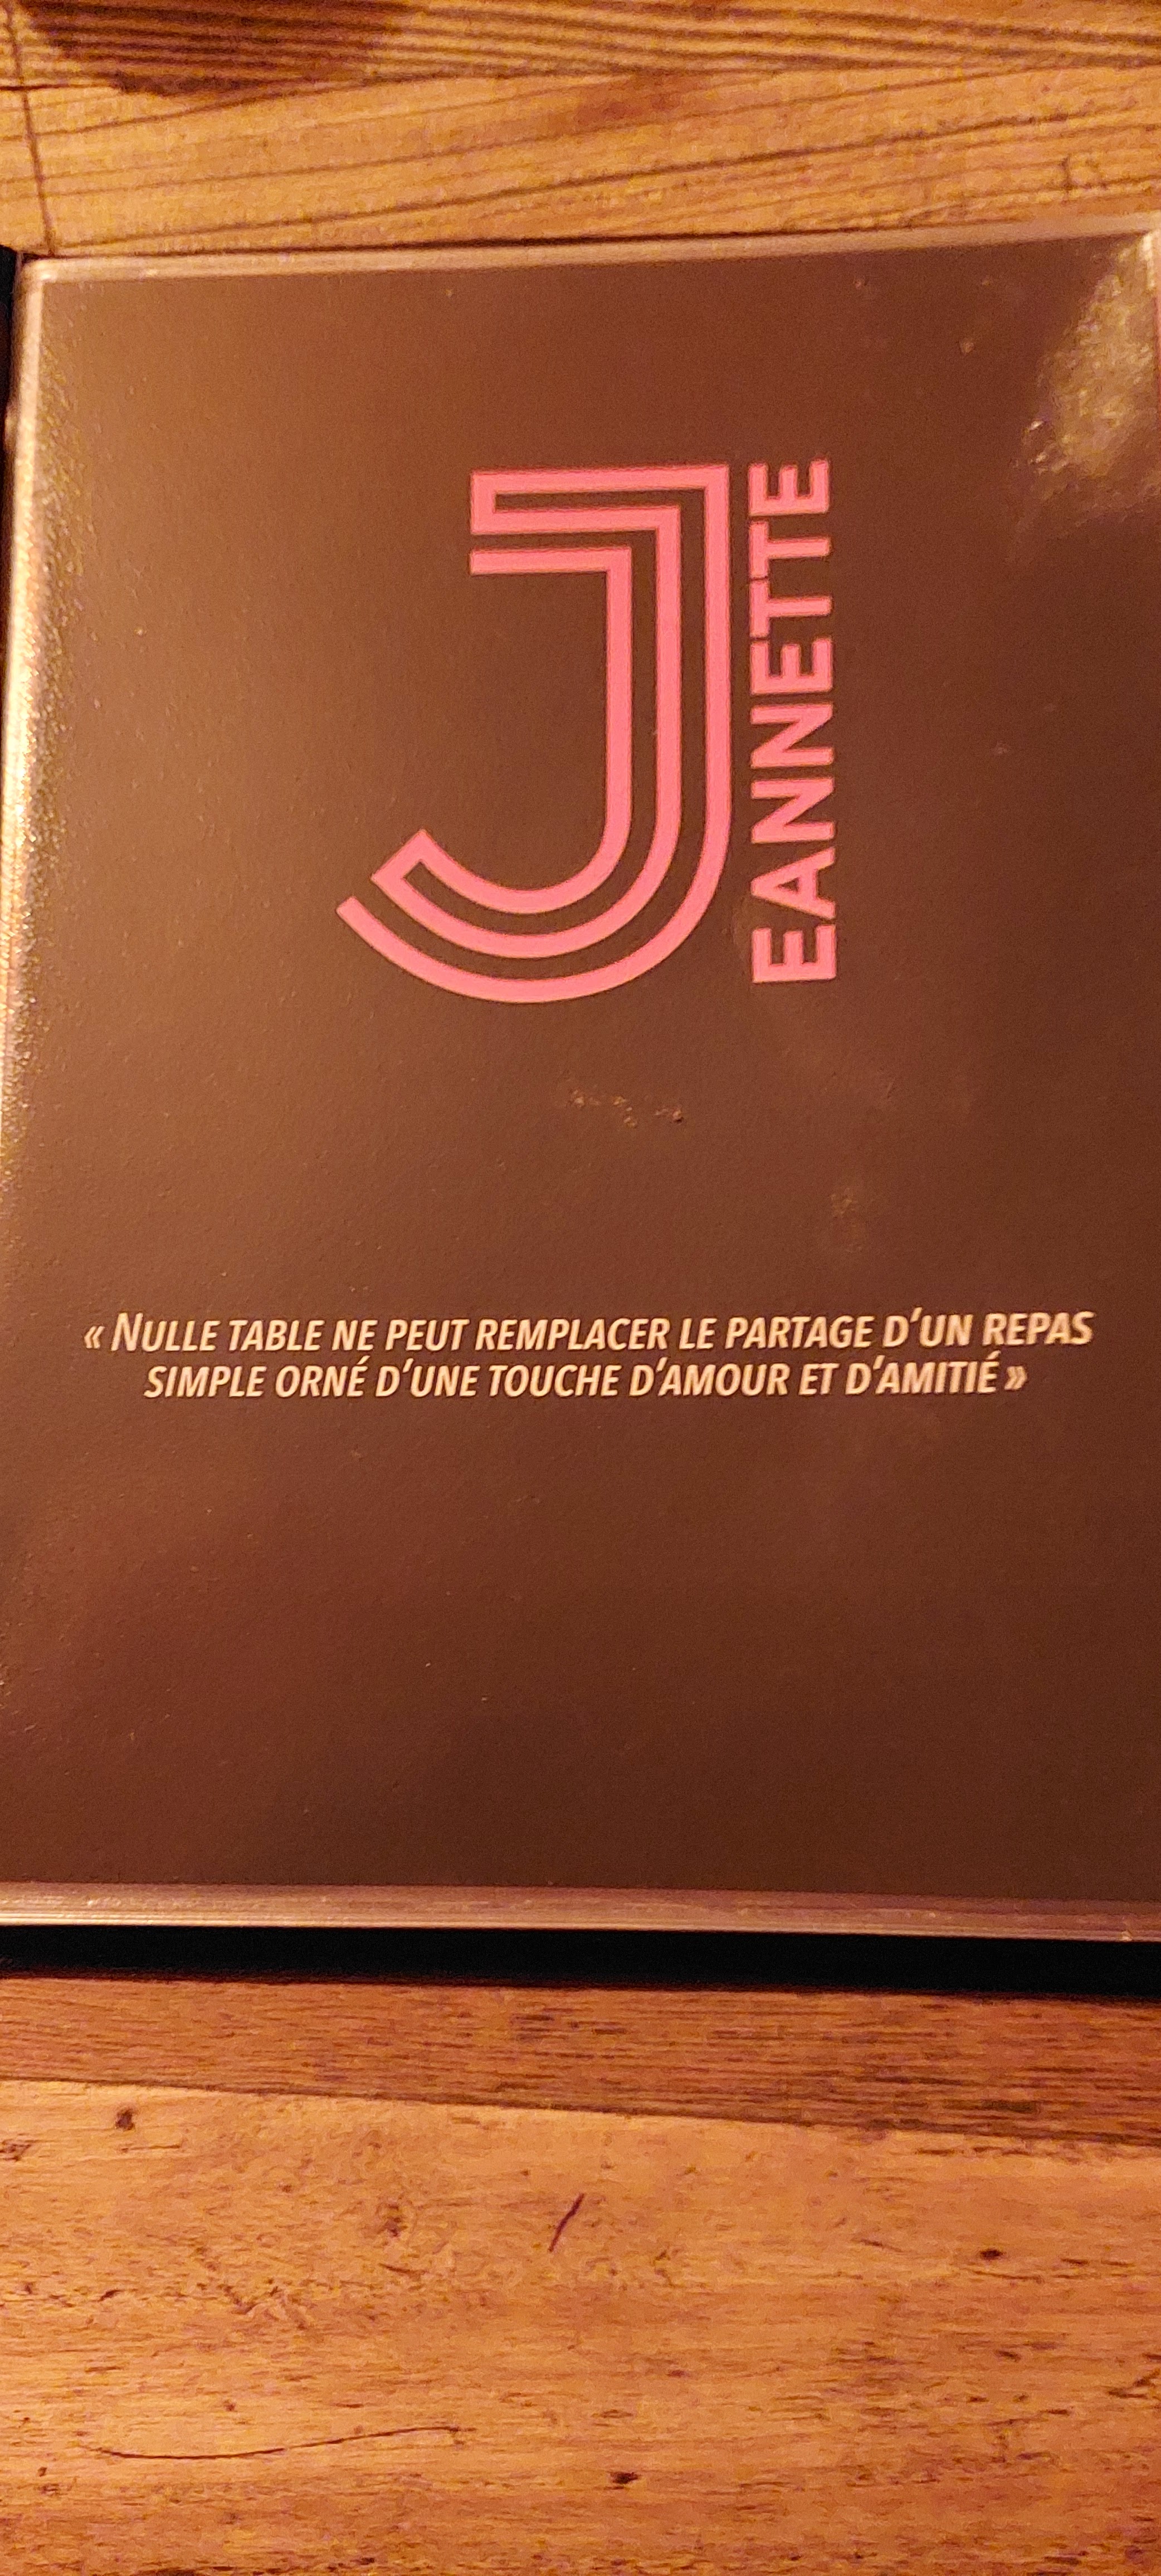 JEANNETTE
« NULLE TABLE NE PEUT REMPLACER LE PARTAGE D'UN REPAS
SIMPLE ORNÉ D'UNE TOUCHE D'AMOUR ET D'AMITIÉ »